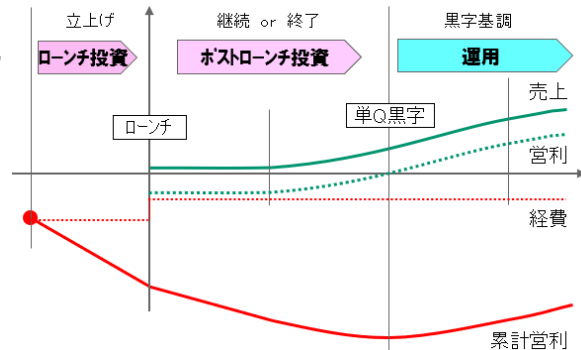 立上げ
継続 or 終了
黒字基調
ローンチ投資
ポストローンチ投資
運用
売上
ローンチ
単Q黒字
営利
経費
累計営利